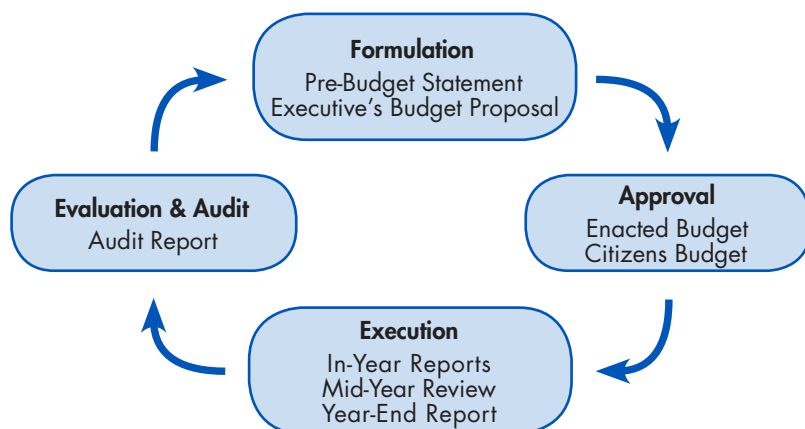 Formulation
Pre-Budget Statement
Executive’s Budget Proposal
Approval
Enacted Budget
Citizens Budget
Execution
In-Year Reports
Mid-Year Review
Year-End Report
Evaluation & Audit
Audit Report